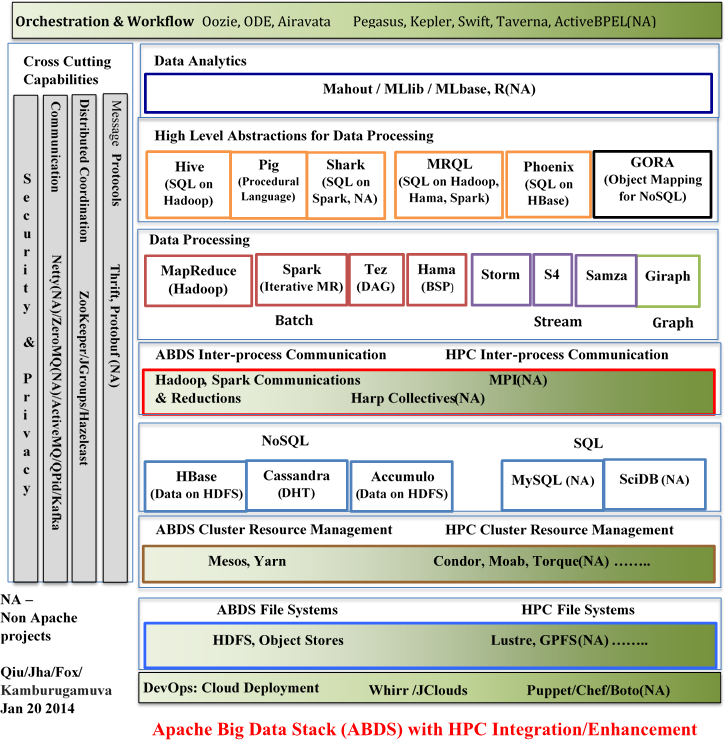 Orchestration & Workflow Oozie, ODE, Airavata Pegasus, Kepler, Swift, Taverna, ActiveBPEL(NA)
Cross Cutting
Capabilities
Security & Privacy
Communication Netty(NA)/ZeroMQ(NA)/ActiveMQ/QPid/Kafka
Distributed Coordination ZooKeeper/JGroups/Hazelcast
Message Protocols Thrift, Protobuf (NA)
Data Analytics
Mahout / MLlib / MLbase, R(NA)
High Level Abstractions for Data Processing
Hive
(SQL on
Hadoop)
Pig
(Procedural
Language)
Shark
(SQL on
Spark, NA)
MRQL
(SQL on Hadoop,
Hama, Spark)
Phoenix
(SQL on
HBase)
GORA
(Object Mapping
for NoSQL)
Data Processing
MapReduce
(Hadoop)
Spark
(Iterative MR)
Tez
(DAG)
Hama
(BSP)
Storm
S4
Samza
Giraph
Batch
Stream
Graph
ABDS Inter-process Communication
HPC Inter-process Communication
Hadoop, Spark Communications MPI(NA)
& Reductions Harp Collectives(NA)
NoSQL
SQL
HBase
(Data on HDFS)
Cassandra
(DHT)
Accumulo
(Data on HDFS)
MySQL (NA)
SciDB (NA)
ABDS Cluster Resource Management
HPC Cluster Resource Management
Mesos, Yarn
Condor, Moab, Torque(NA) ……..
ABDS File Systems
HPC File Systems
HDFS, Object Stores
Lustre, GPFS(NA) ……..
DevOps: Cloud Deployment Whirr /JClouds Puppet/Chef/Boto(NA)
NA –
Non Apache
projects
Qiu/Jha/Fox/
Kamburugamuva
Jan 20 2014
Apache Big Data Stack (ABDS) with HPC Integration/Enhancement